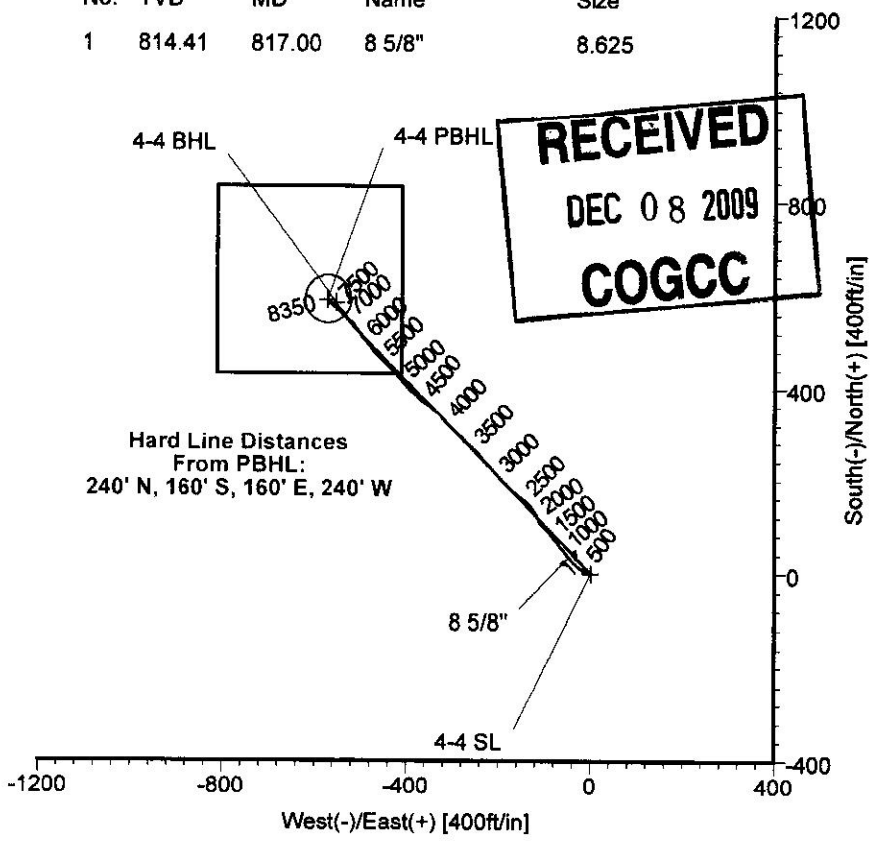 No. TVD MD Name Size
1 814.41 817.00 8 5/8" 8.625
1200
4-4 BHL
4-4 PBHL
RECEIVED
DEC 08 2009
COGCC
800
8350
7500
7000
6000
5500
5000
4500
4000
3500
3000
2500
2000
1500
1000
500
400
Hard Line Distances
From PBHL:
240' N, 160' S, 160' E, 240' W
South(-)/North(+) [400ft/in]
0
8 5/8"
4-4 SL
-400
-1200 -800 -400 0 400
West(-)/East(+) [400ft/in]